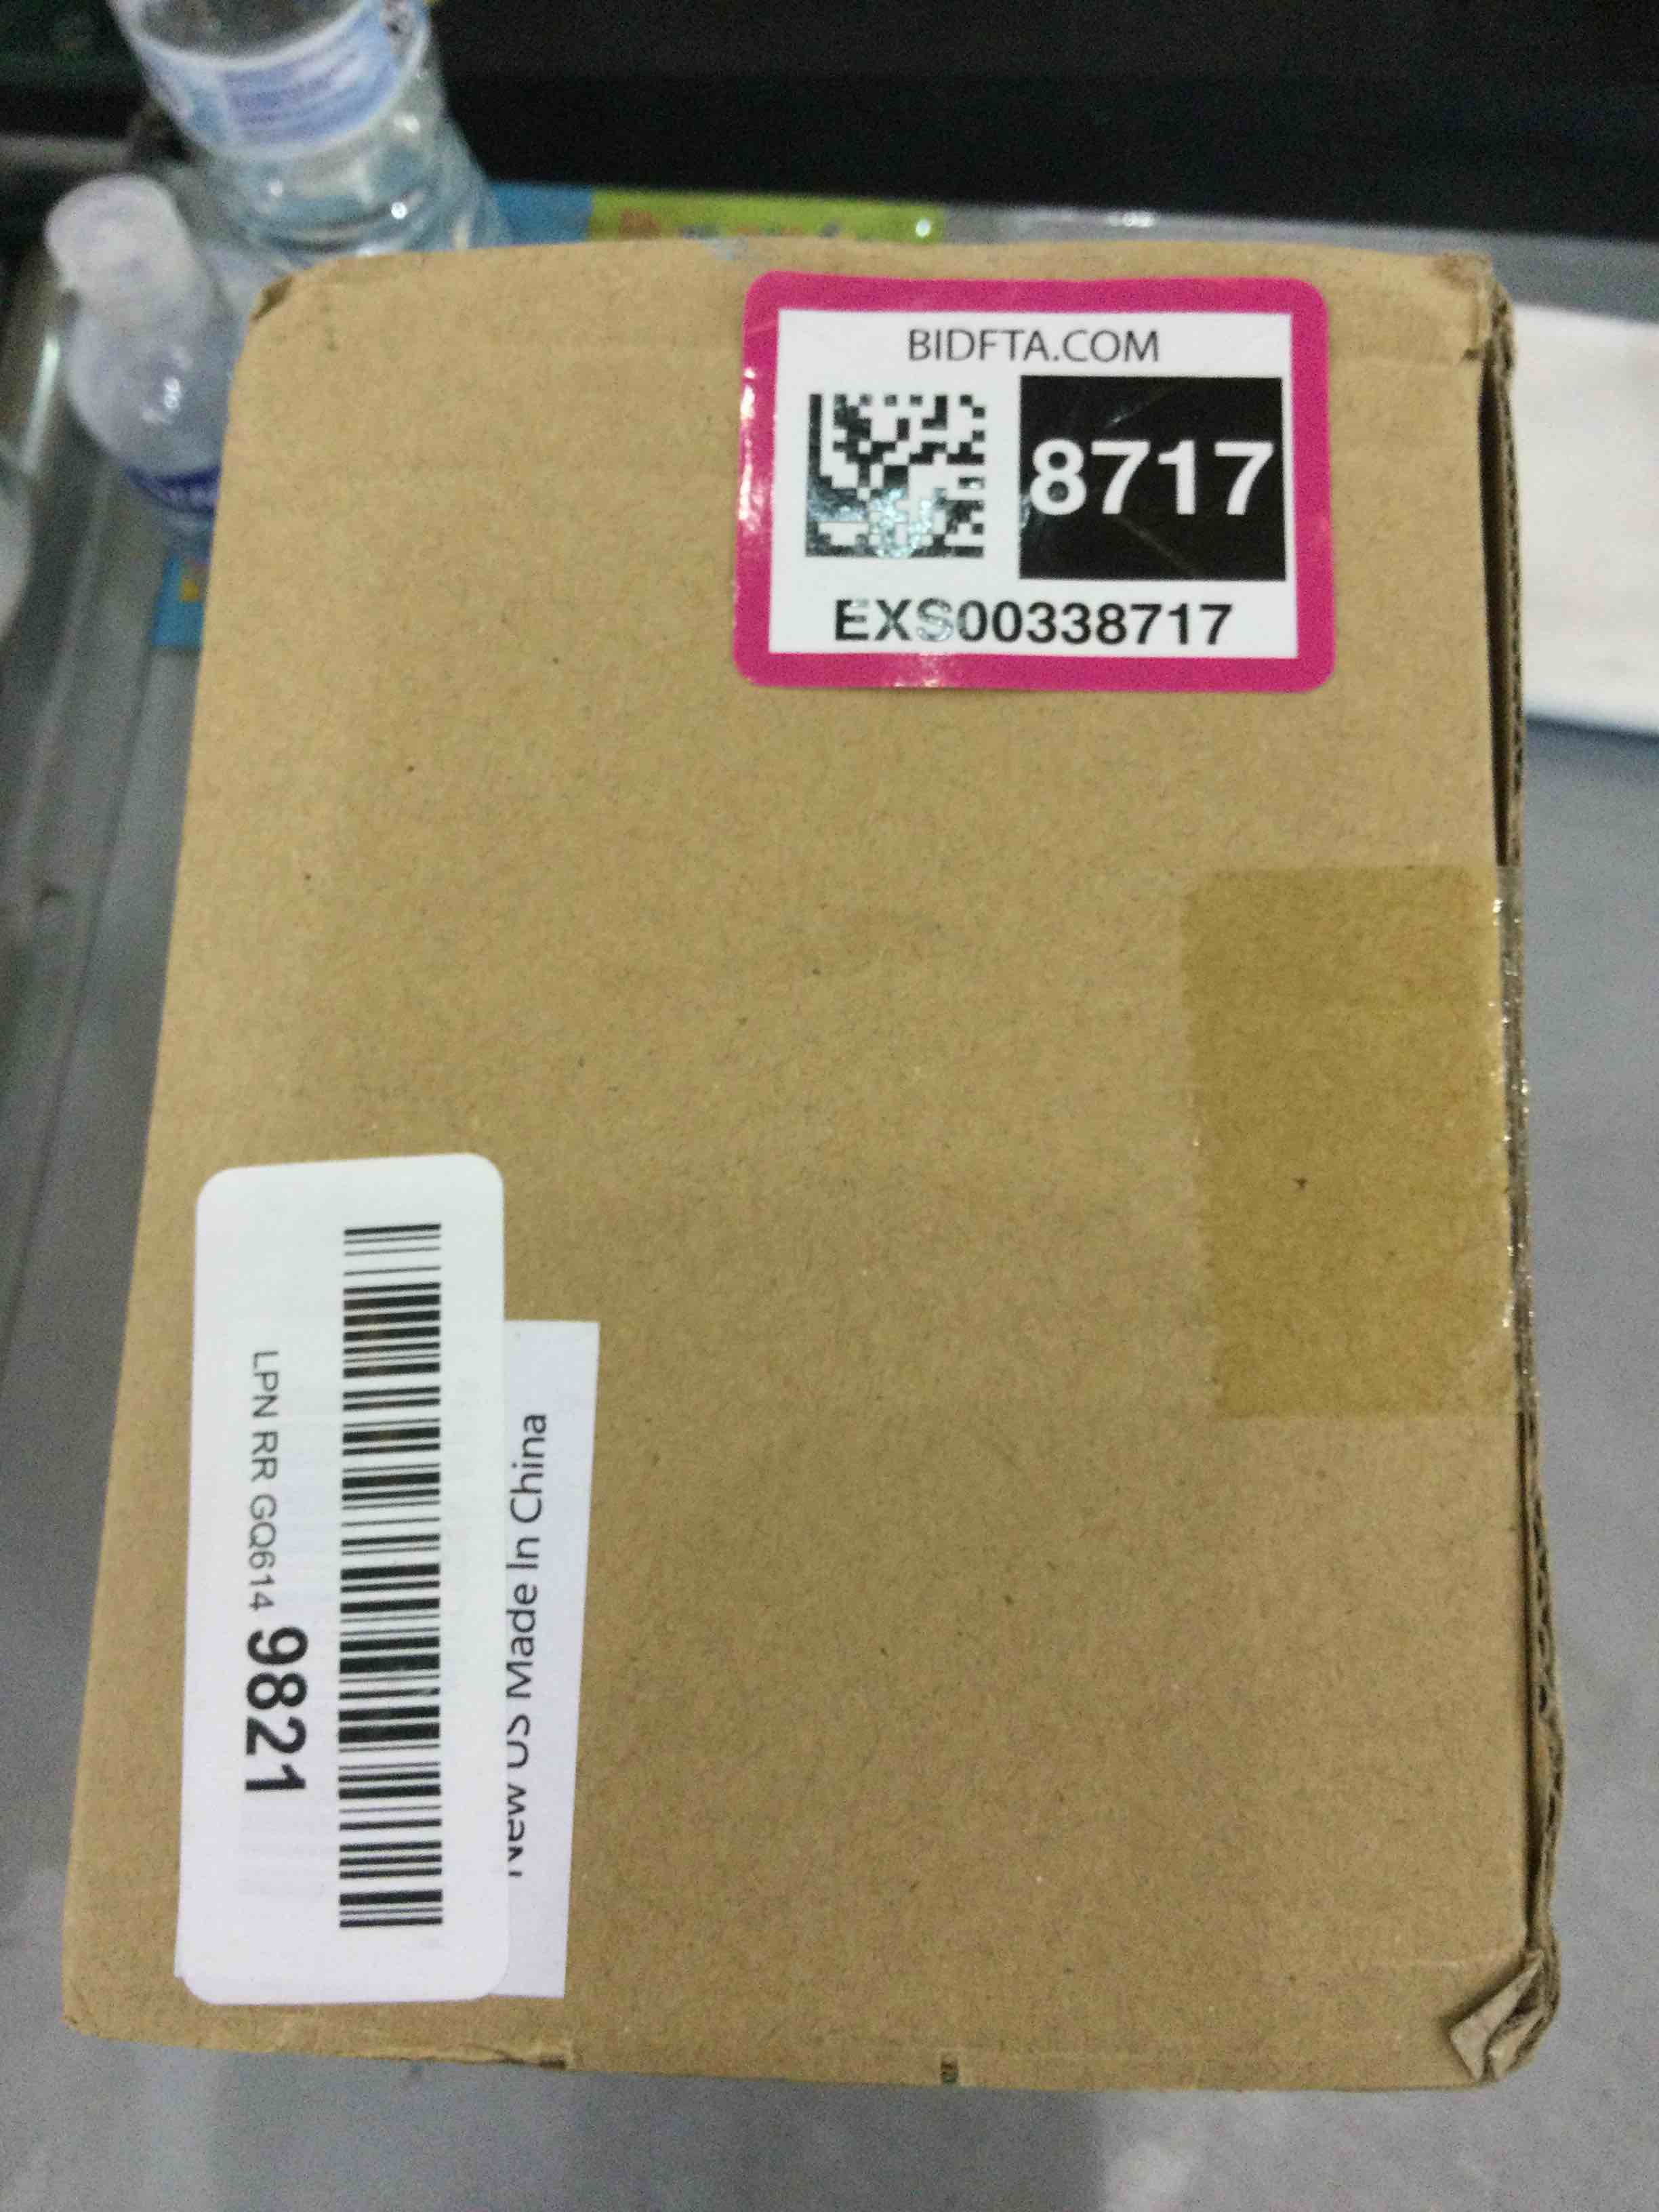 BIDFTA.COM
8717
EXS00338717
LPN RR GQ614 9821
New US Made In China